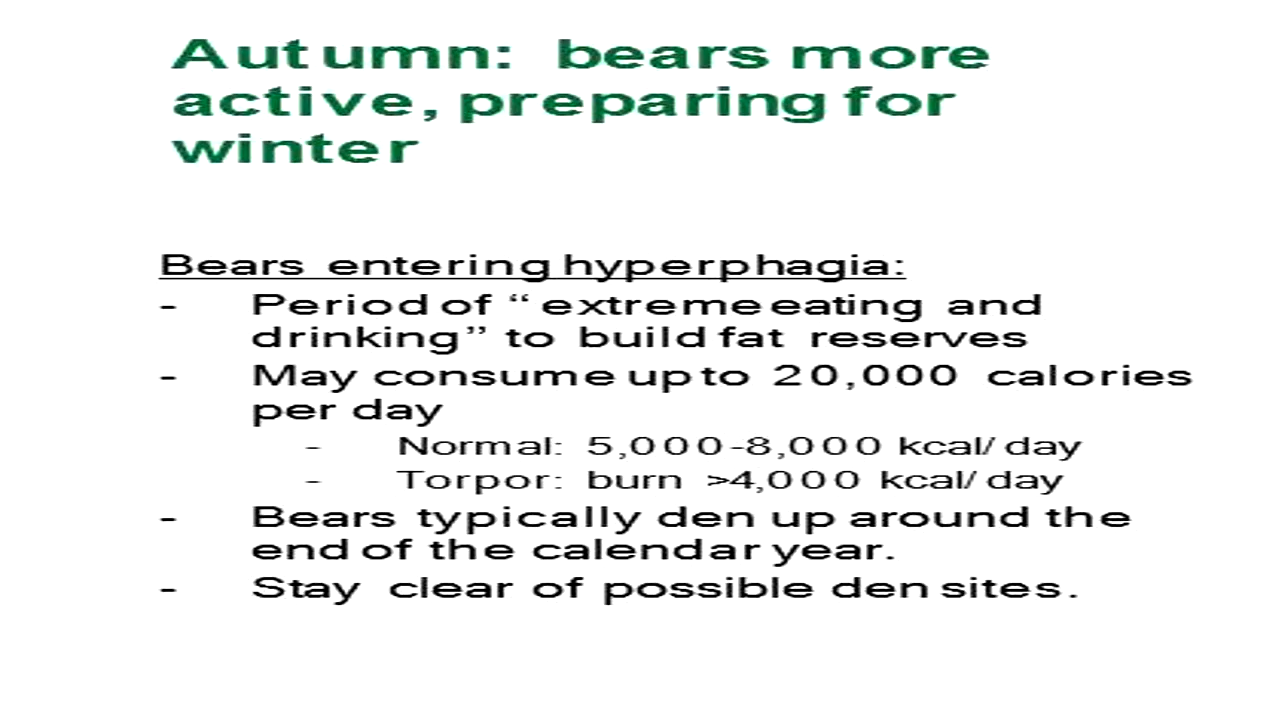 Autumn: bears more
active, preparing for
winter
Bears entering hyperphagia:
- Period of “extreme eating and
drinking” to build fat reserves
- May consume up to 20,000 calories
per day
- Normal: 5,000-8,000 kcal/day
- Torpor: burn >4,000 kcal/day
- Bears typically den up around the
end of the calendar year.
- Stay clear of possible den sites.